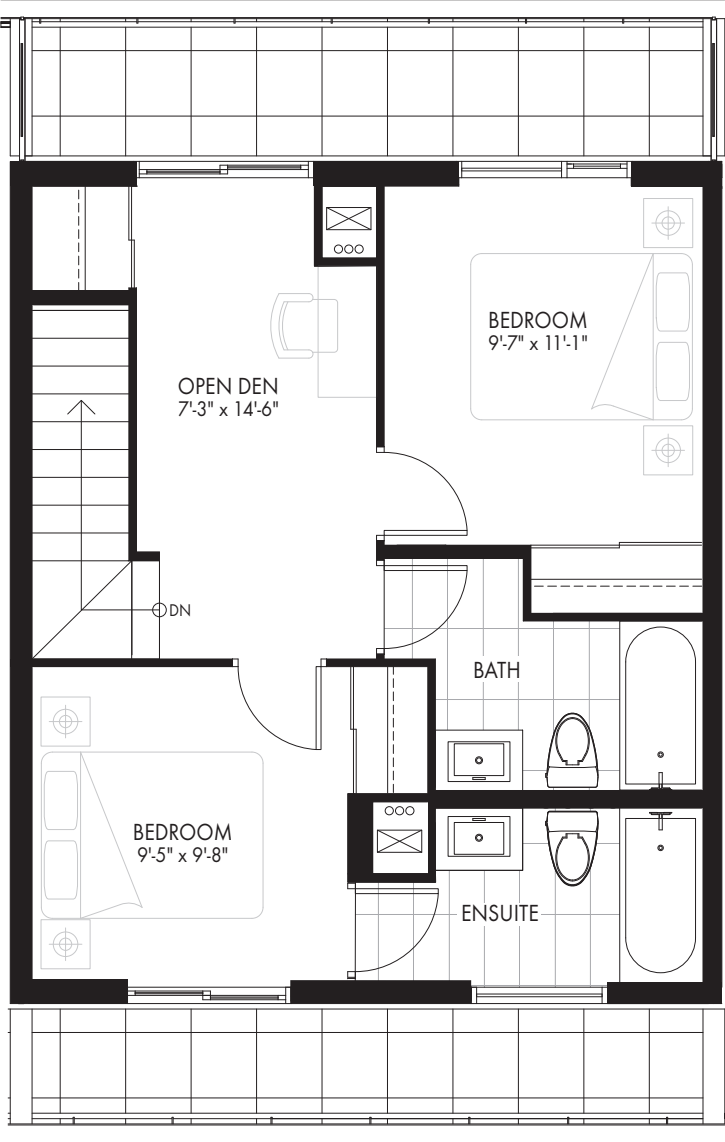 BEDROOM
9'-7" x 11'-1"
OPEN DEN
7'-3" x 14'-6"
DN
BATH
BEDROOM
9'-5" x 9'-8"
ENSUITE